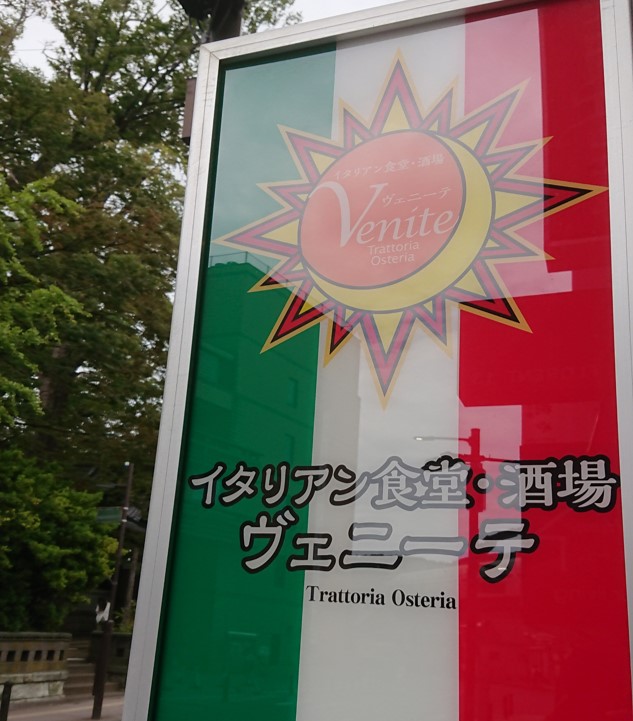 イタリアン食堂・酒場
ヴェニーテ
Venite
Trattoria
Osteria
イタリアン食堂・酒場
ヴェニーテ
Trattoria Osteria